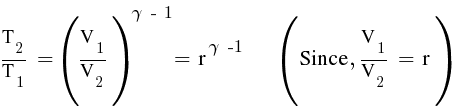 T₂/T₁ = (V₁/V₂)^(γ - 1) = r^(γ -1) (Since, V₁/V₂ = r)